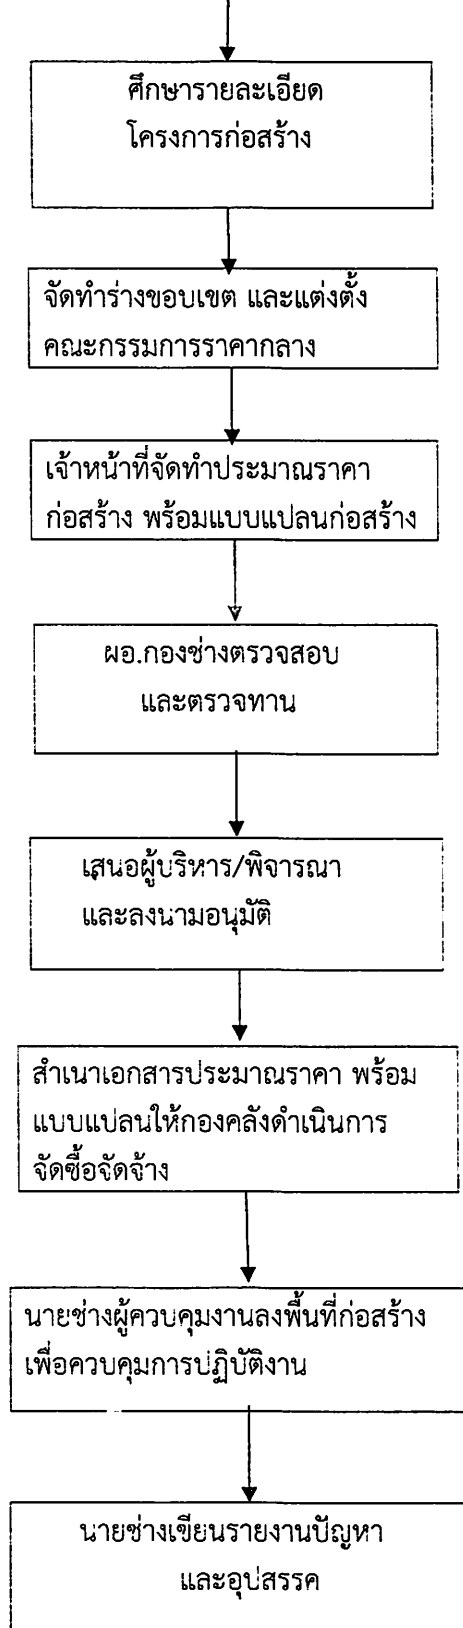 ศึกษารายละเอียด
โครงการก่อสร้าง
จัดทำร่างขอบเขต และแต่งตั้ง
คณะกรรมการราคากลาง
เจ้าหน้าที่จัดทำประมาณราคา
ก่อสร้าง พร้อมแบบแปลนก่อสร้าง
ผอ.กองช่างตรวจสอบ
และตรวจทาน
เสนอผู้บริหาร/พิจารณา
และลงนามอนุมัติ
สำเนาเอกสารประมาณราคา พร้อม
แบบแปลนให้กองคลังดำเนินการ
จัดซื้อจัดจ้าง
นายช่างผู้ควบคุมงานลงพื้นที่ก่อสร้าง
เพื่อควบคุมการปฏิบัติงาน
นายช่างเขียนรายงานปัญหา
และอุปสรรค